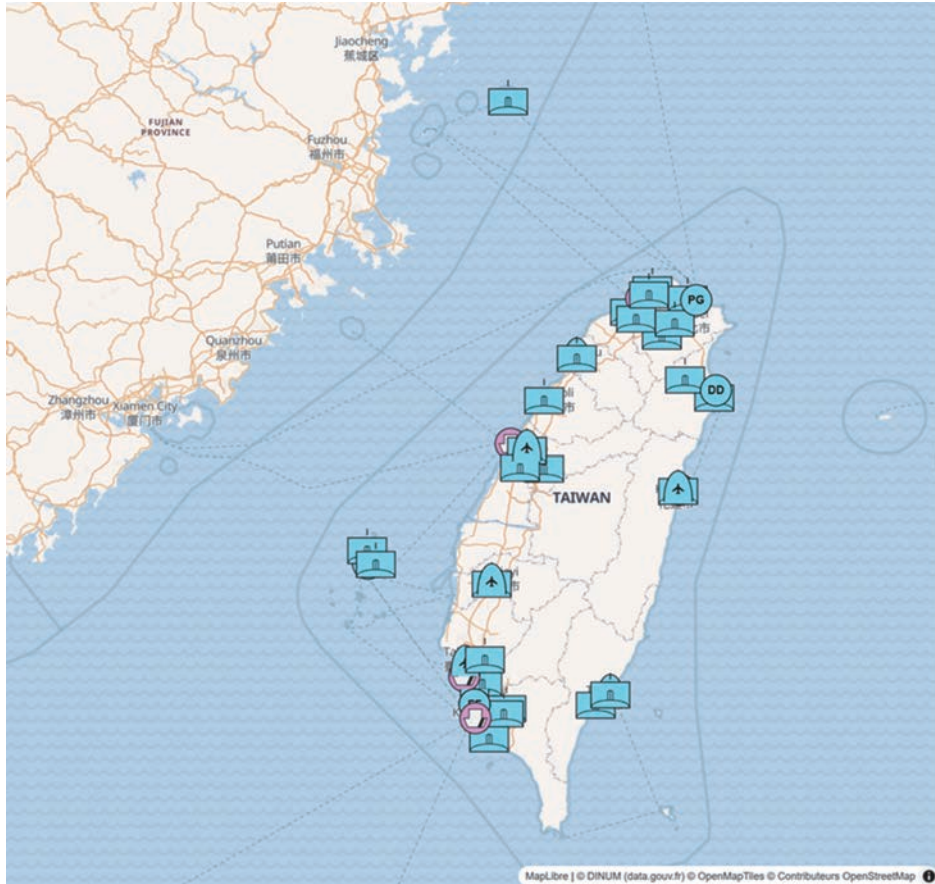 Jiaocheng
蕉城区
FUJIAN
PROVINCE
Fuzhou
福州市
Putian
莆田市
PG
Quanzhou
泉州市
Zhangzhou
漳州市
Xiamen City
厦门市
DD
TAIWAN
MapLibre | © DINUM (data.gouv.fr) © OpenMapTiles © Contributeurs OpenStreetMap